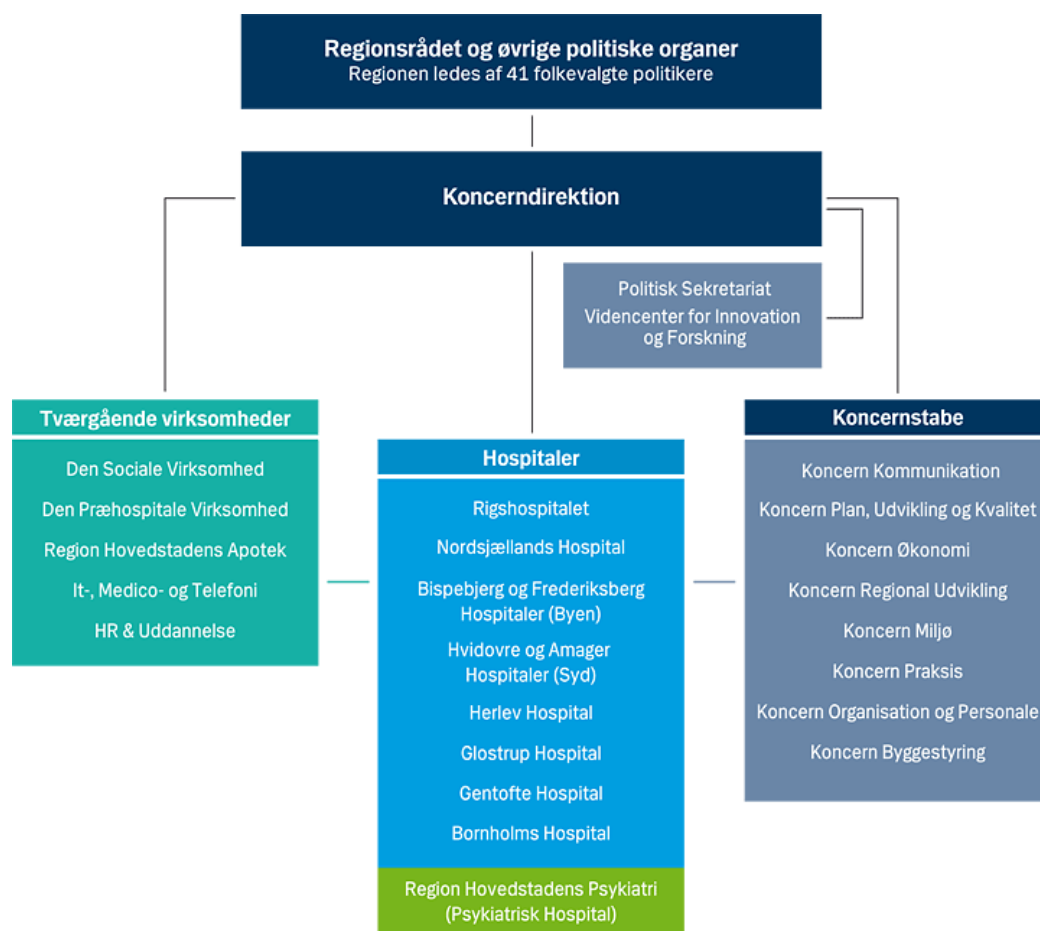 Regionsrådet og øvrige politiske organer
Regionen ledes af 41 folkevalgte politikere
Koncerndirektion
Politisk Sekretariat
Videncenter for Innovation
og Forskning
Tværgående virksomheder
Den Sociale Virksomhed
Den Præhospitale Virksomhed
Region Hovedstadens Apotek
It-, Medico- og Telefoni
HR & Uddannelse
Hospitaler
Rigshospitalet
Nordsjællands Hospital
Bispebjerg og Frederiksberg
Hospitaler (Byen)
Hvidovre og Amager
Hospitaler (Syd)
Herlev Hospital
Glostrup Hospital
Gentofte Hospital
Bornholms Hospital
Region Hovedstadens Psykiatri
(Psykiatrisk Hospital)
Koncernstabe
Koncern Kommunikation
Koncern Plan, Udvikling og Kvalitet
Koncern Økonomi
Koncern Regional Udvikling
Koncern Miljø
Koncern Praksis
Koncern Organisation og Personale
Koncern Byggestyring